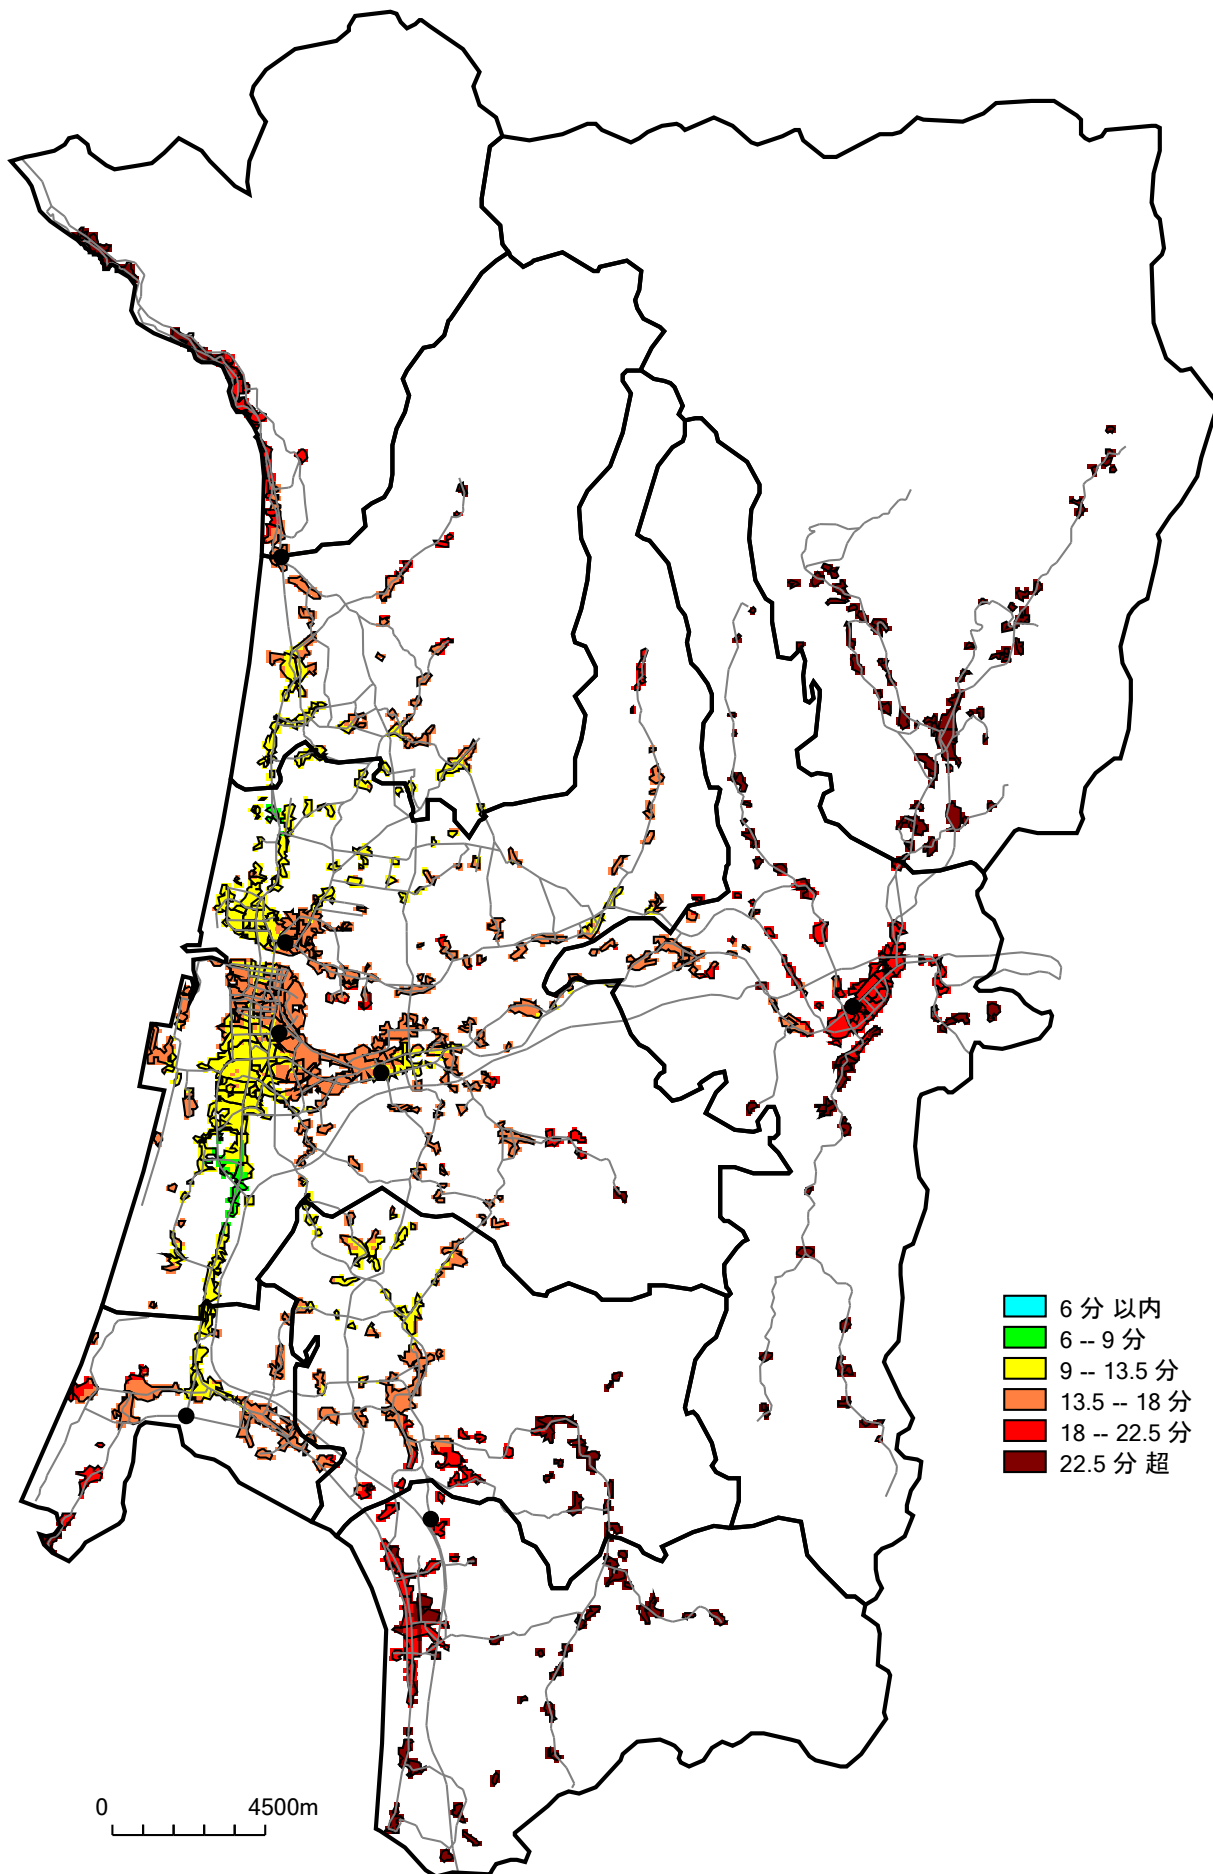 6 分 以内
6 -- 9 分
9 -- 13.5 分
13.5 -- 18 分
18 -- 22.5 分
22.5 分 超
0 4500m